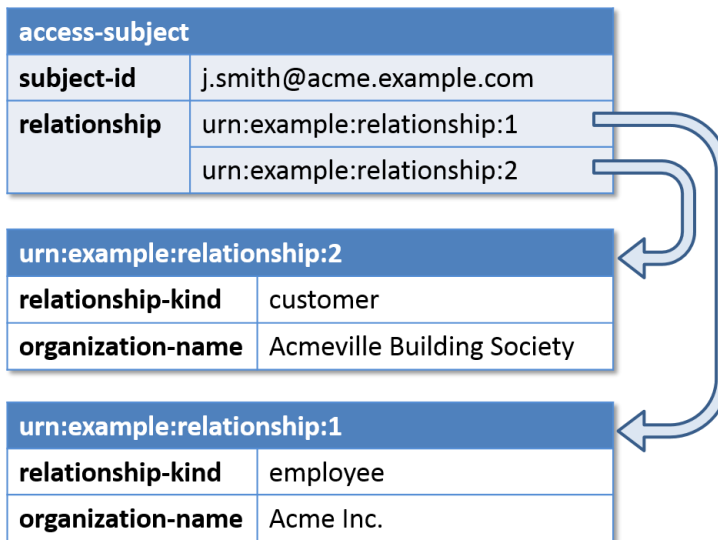 access-subject
subject-id j.smith@acme.example.com
relationship urn:example:relationship:1
urn:example:relationship:2
urn:example:relationship:2
relationship-kind customer
organization-name Acmeville Building Society
urn:example:relationship:1
relationship-kind employee
organization-name Acme Inc.